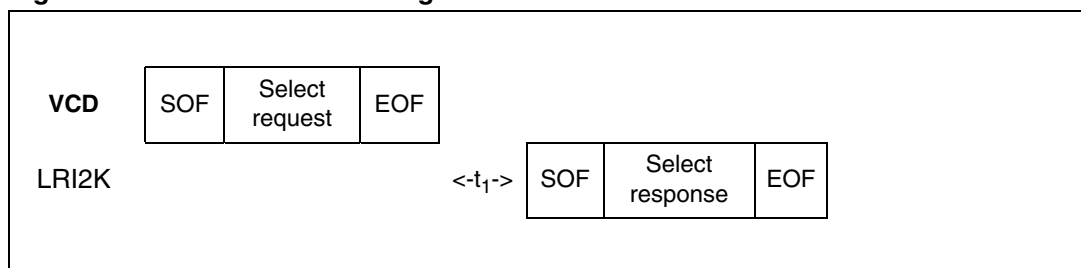 VCD
SOF
Select
request
EOF
LRI2K
<-t1->
SOF
Select
response
EOF